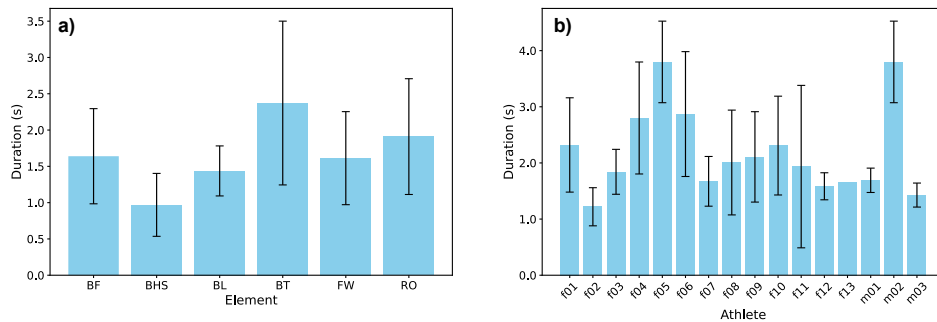 a)
Duration (s)
3.5
3.0
2.5
2.0
1.5
1.0
0.5
0.0
BF BHS BL BT FW RO
Element
b)
Duration (s)
4.0
3.0
2.0
1.0
0.0
f01 f02 f03 f04 f05 f06 f07 f08 f09 f10 f11 f12 f13 m01 m02 m03
Athlete